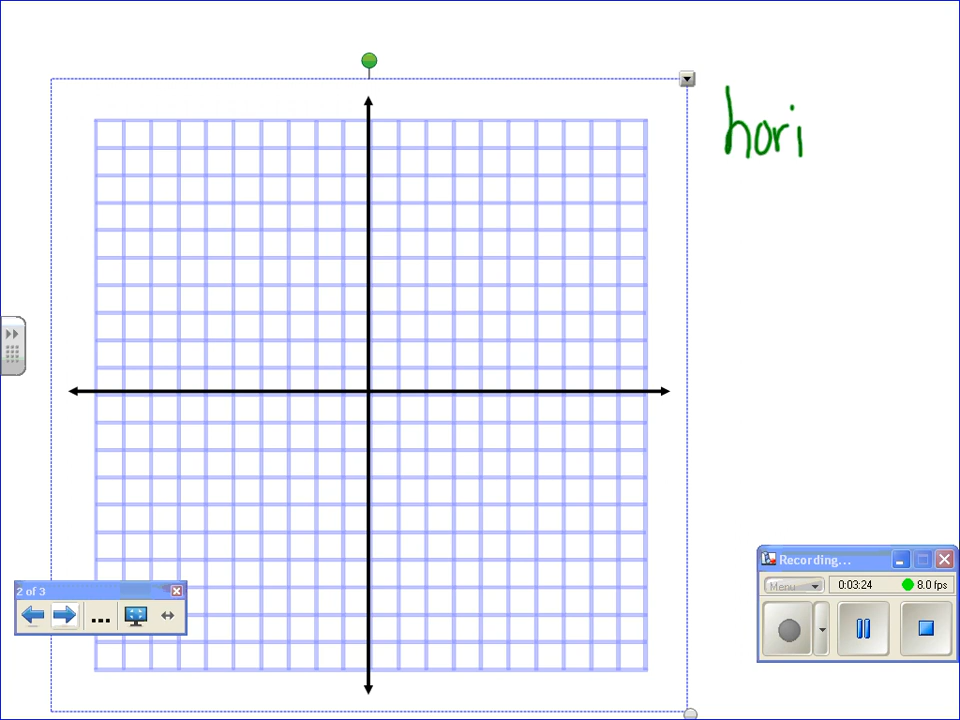 hori
Recording...
Menu
0:03:24
8.0 fps
2 of 3
...